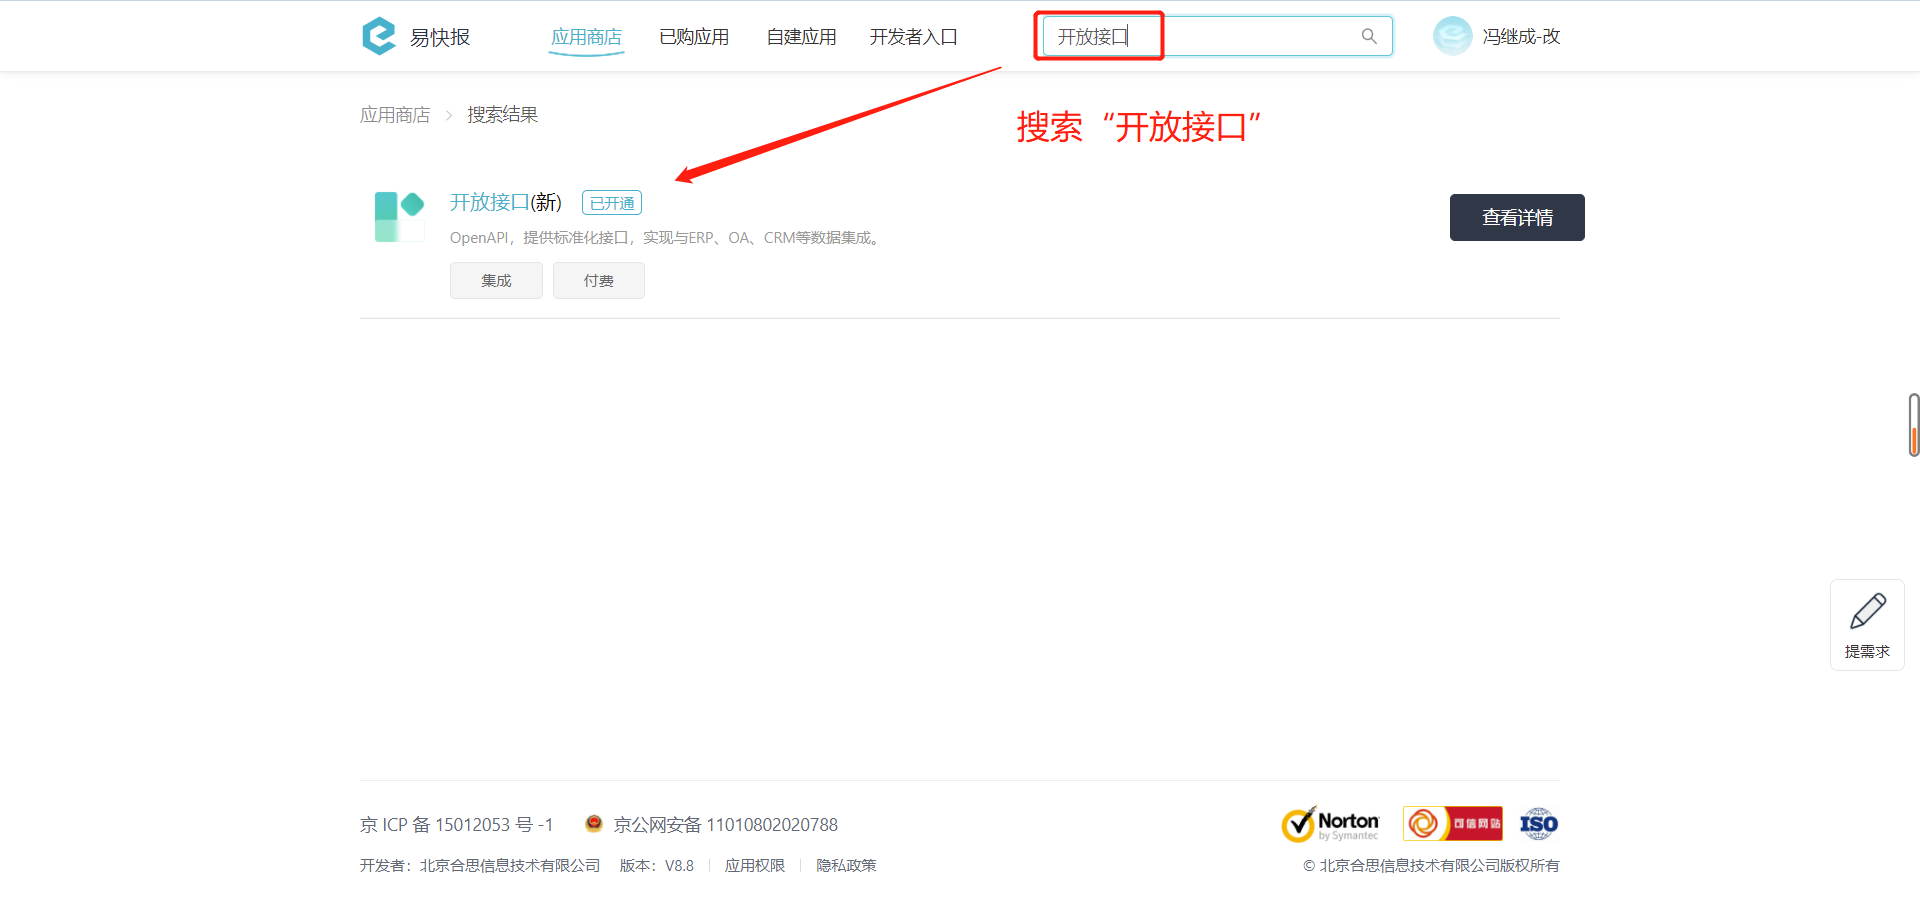 易快报
应用商店 已购应用 自建应用 开发者入口
开放接口
冯继成-改
应用商店 > 搜索结果
搜索“开放接口”
开放接口(新) 已开通
OpenAPI，提供标准化接口，实现与ERP、OA、CRM等数据集成。
集成 付费
查看详情
提需求
京 ICP 备 15012053 号 -1 京公网安备 11010802020788
Norton
by Symantec
可信网站
ISO
开发者：北京合思信息技术有限公司 版本：V8.8 应用权限 隐私政策
© 北京合思信息技术有限公司版权所有